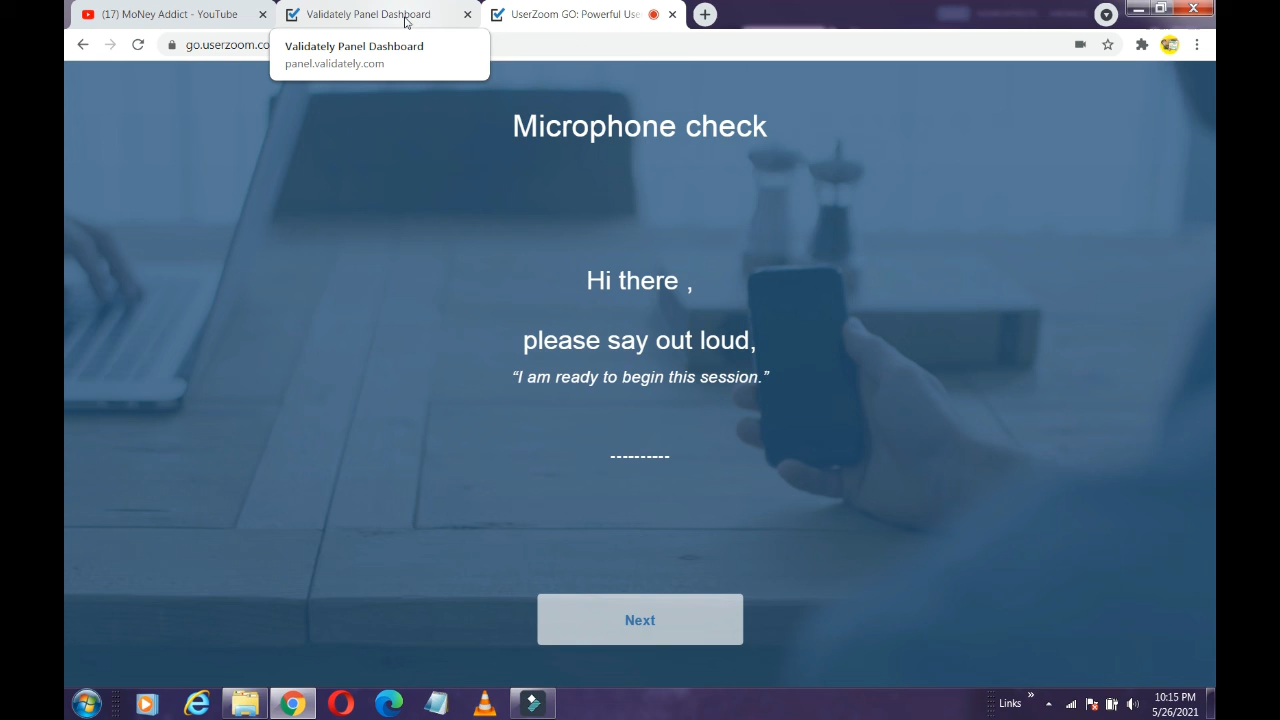 (17) MoNey Addict - YouTube
Validately Panel Dashboard
UserZoom GO: Powerful Use
go.userzoom.co
Validately Panel Dashboard
panel.validately.com
Microphone check
Hi there ,
please say out loud,
“I am ready to begin this session.”
----------
Next
Links
10:15 PM
5/26/2021